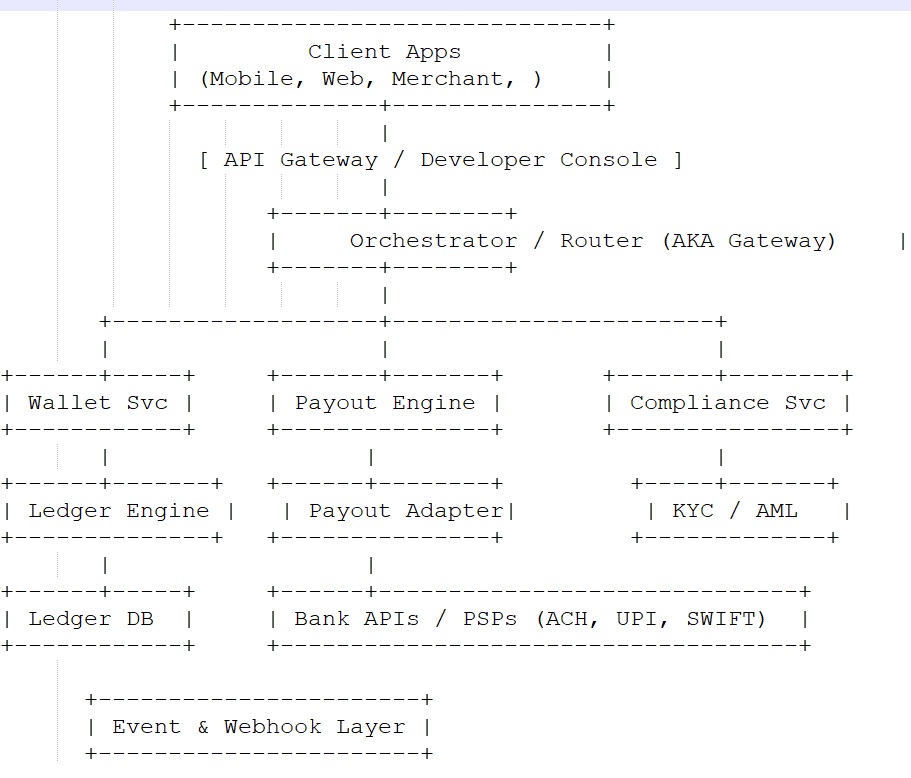 +------------------------------+
| Client Apps |
| (Mobile, Web, Merchant, ) |
+--------------+---------------+
|
[ API Gateway / Developer Console ]
|
+-------+--------+
| Orchestrator / Router (AKA Gateway) |
+-------+--------+
|
+-------------------+-----------------------+
| | |
+------+-----+ +-------+-------+ +-------+--------+
| Wallet Svc | | Payout Engine | | Compliance Svc |
+------------+ +---------------+ +----------------+
| | |
+------+-------+ +------+--------+ +-----+-------+
| Ledger Engine | | Payout Adapter| | KYC / AML |
+--------------+ +---------------+ +-------------+
| |
+------+-----+ +------+------------------------------+
| Ledger DB | | Bank APIs / PSPs (ACH, UPI, SWIFT) |
+------------+ +-------------------------------------+
+-----------------------+
| Event & Webhook Layer |
+-----------------------+